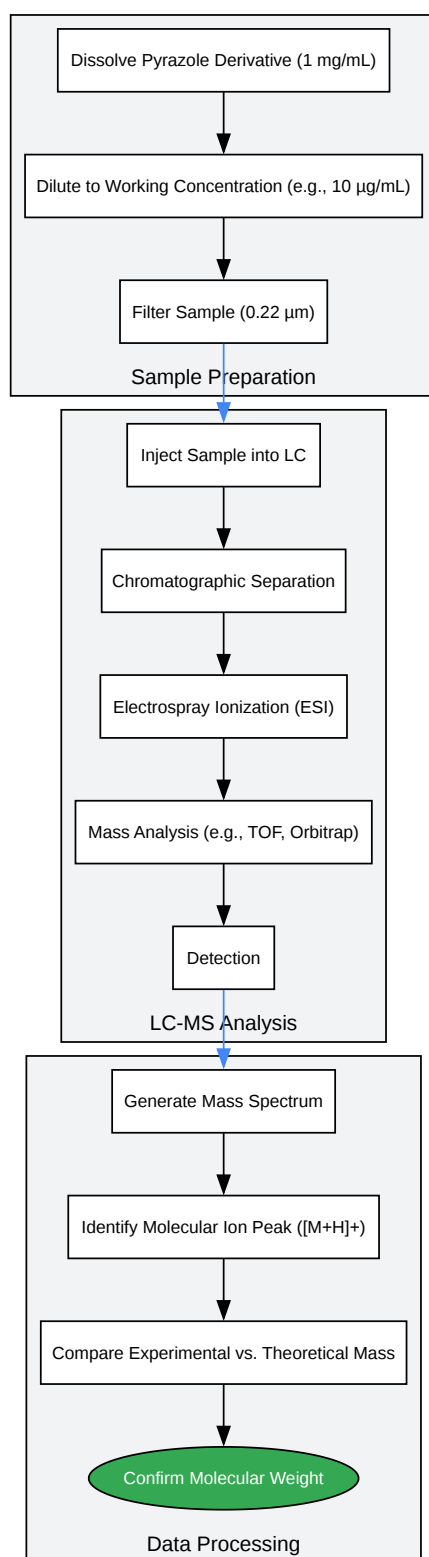 Dissolve Pyrazole Derivative (1 mg/mL)
Dilute to Working Concentration (e.g., 10 µg/mL)
Filter Sample (0.22 µm)
Sample Preparation
Inject Sample into LC
Chromatographic Separation
Electrospray Ionization (ESI)
Mass Analysis (e.g., TOF, Orbitrap)
Detection
LC-MS Analysis
Generate Mass Spectrum
Identify Molecular Ion Peak ([M+H]+)
Compare Experimental vs. Theoretical Mass
Confirm Molecular Weight
Data Processing